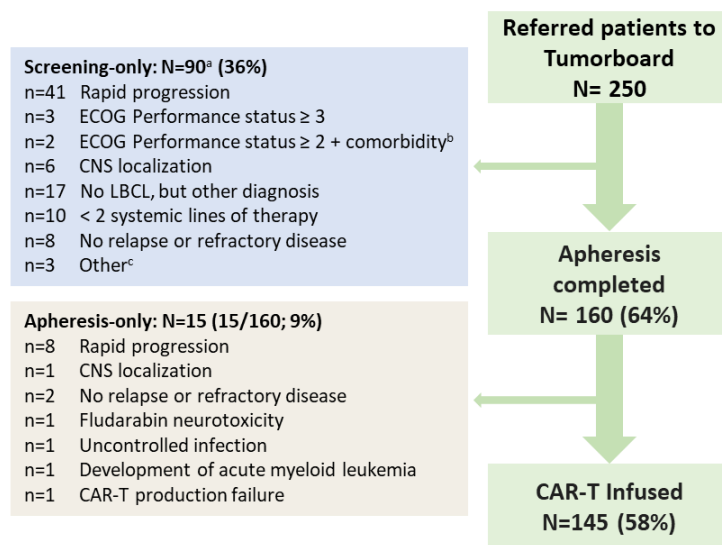 Referred patients to
Tumorboard
N= 250
Screening-only: N=90ᵃ (36%)
n=41 Rapid progression
n=3 ECOG Performance status ≥ 3
n=2 ECOG Performance status ≥ 2 + comorbidityᵇ
n=6 CNS localization
n=17 No LBCL, but other diagnosis
n=10 < 2 systemic lines of therapy
n=8 No relapse or refractory disease
n=3 Otherᶜ
Apheresis
completed
N= 160 (64%)
Apheresis-only: N=15 (15/160; 9%)
n=8 Rapid progression
n=1 CNS localization
n=2 No relapse or refractory disease
n=1 Fludarabin neurotoxicity
n=1 Uncontrolled infection
n=1 Development of acute myeloid leukemia
n=1 CAR-T production failure
CAR-T Infused
N=145 (58%)